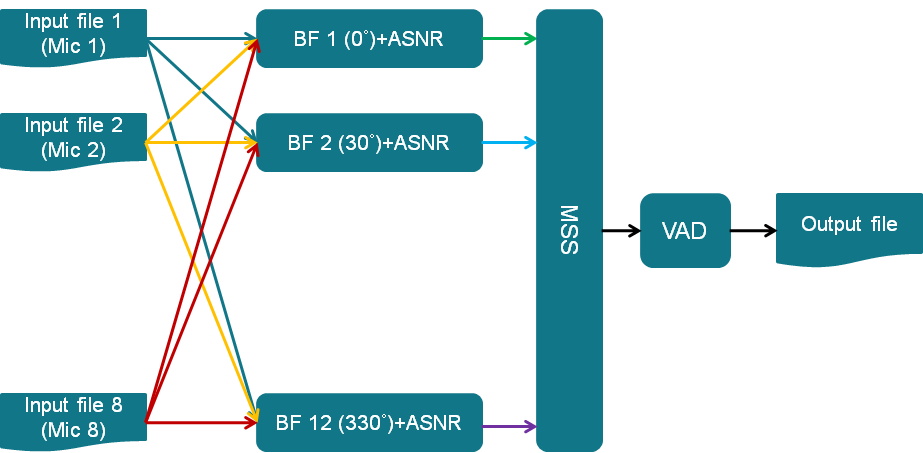 Input file 1
(Mic 1)
BF 1 (0°)+ASNR
Input file 2
(Mic 2)
BF 2 (30°)+ASNR
MSS
VAD
Output file
Input file 8
(Mic 8)
BF 12 (330°)+ASNR